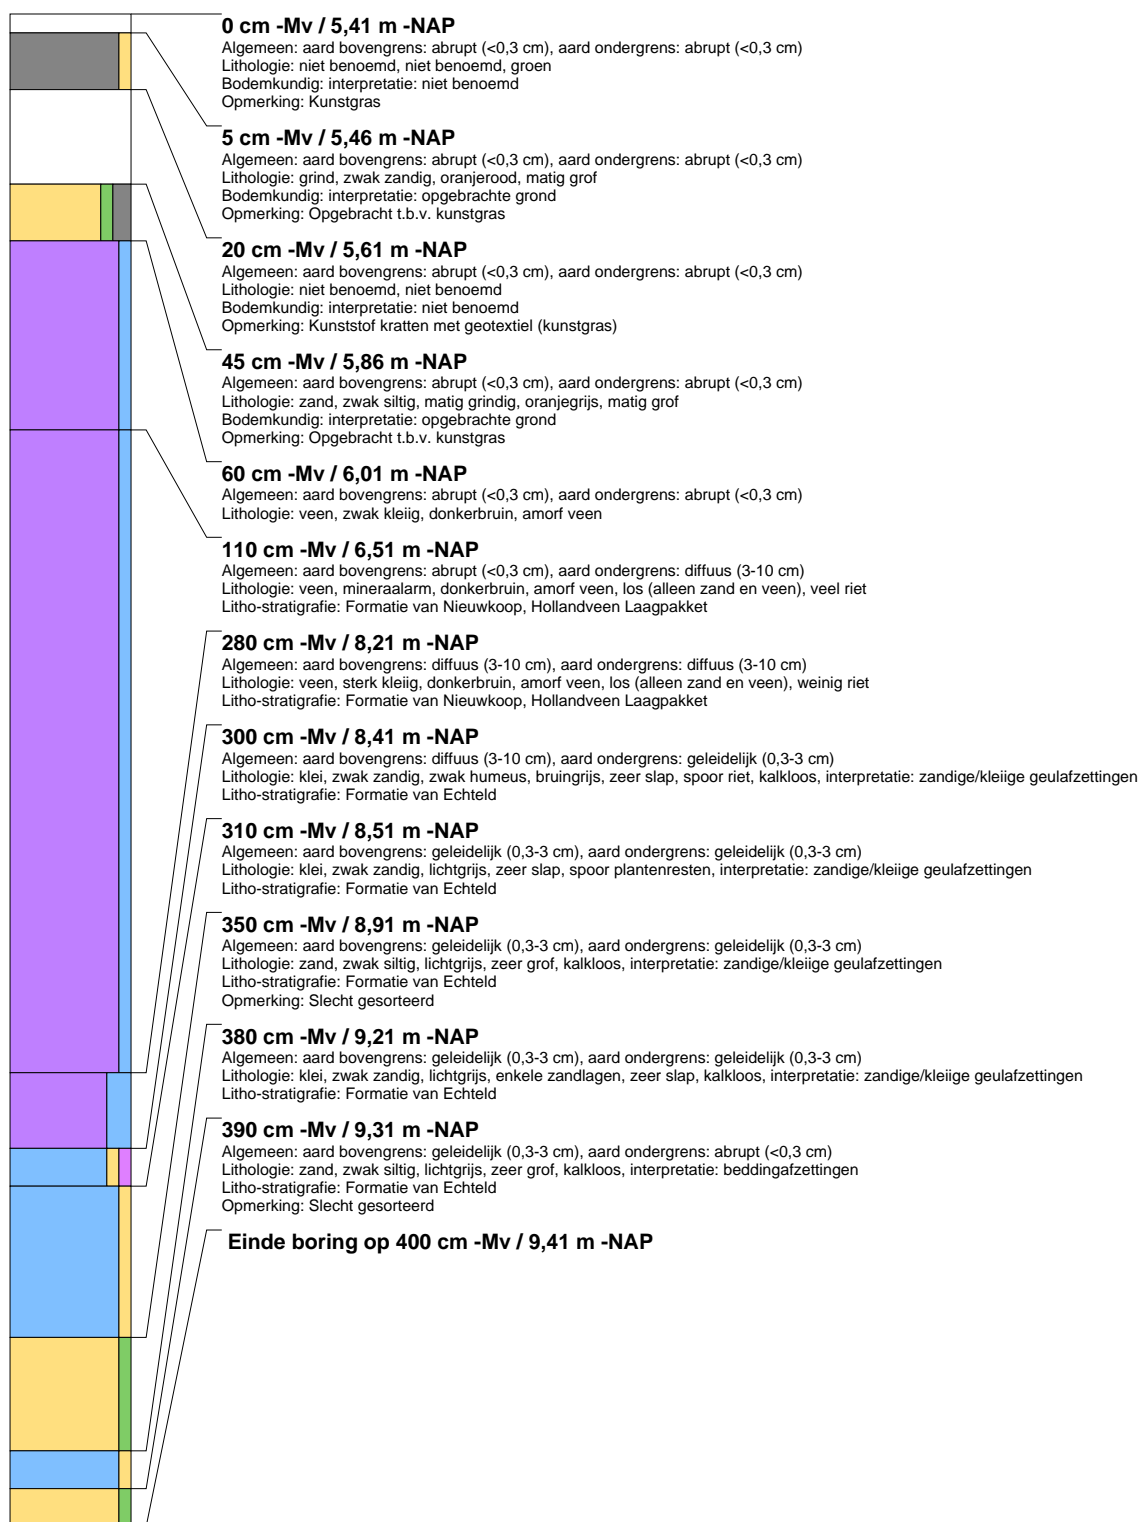 0 cm -Mv / 5,41 m -NAP
Algemeen: aard bovengrens: abrupt (<0,3 cm), aard ondergrens: abrupt (<0,3 cm)
Lithologie: niet benoemd, niet benoemd, groen
Bodemkundig: interpretatie: niet benoemd
Opmerking: Kunstgras
5 cm -Mv / 5,46 m -NAP
Algemeen: aard bovengrens: abrupt (<0,3 cm), aard ondergrens: abrupt (<0,3 cm)
Lithologie: grind, zwak zandig, oranjerood, matig grof
Bodemkundig: interpretatie: opgebrachte grond
Opmerking: Opgebracht t.b.v. kunstgras
20 cm -Mv / 5,61 m -NAP
Algemeen: aard bovengrens: abrupt (<0,3 cm), aard ondergrens: abrupt (<0,3 cm)
Lithologie: niet benoemd, niet benoemd
Bodemkundig: interpretatie: niet benoemd
Opmerking: Kunststof kratten met geotextiel (kunstgras)
45 cm -Mv / 5,86 m -NAP
Algemeen: aard bovengrens: abrupt (<0,3 cm), aard ondergrens: abrupt (<0,3 cm)
Lithologie: zand, zwak siltig, matig grindig, oranjegrijs, matig grof
Bodemkundig: interpretatie: opgebrachte grond
Opmerking: Opgebracht t.b.v. kunstgras
60 cm -Mv / 6,01 m -NAP
Algemeen: aard bovengrens: abrupt (<0,3 cm), aard ondergrens: abrupt (<0,3 cm)
Lithologie: veen, zwak kleiig, donkerbruin, amorf veen
110 cm -Mv / 6,51 m -NAP
Algemeen: aard bovengrens: abrupt (<0,3 cm), aard ondergrens: diffuus (3-10 cm)
Lithologie: veen, mineraalarm, donkerbruin, amorf veen, los (alleen zand en veen), veel riet
Litho-stratigrafie: Formatie van Nieuwkoop, Hollandveen Laagpakket
280 cm -Mv / 8,21 m -NAP
Algemeen: aard bovengrens: diffuus (3-10 cm), aard ondergrens: diffuus (3-10 cm)
Lithologie: veen, sterk kleiig, donkerbruin, amorf veen, los (alleen zand en veen), weinig riet
Litho-stratigrafie: Formatie van Nieuwkoop, Hollandveen Laagpakket
300 cm -Mv / 8,41 m -NAP
Algemeen: aard bovengrens: diffuus (3-10 cm), aard ondergrens: geleidelijk (0,3-3 cm)
Lithologie: klei, zwak zandig, zwak humeus, bruingrijs, zeer slap, spoor riet, kalkloos, interpretatie: zandige/kleiige geulafzettingen
Litho-stratigrafie: Formatie van Echteld
310 cm -Mv / 8,51 m -NAP
Algemeen: aard bovengrens: geleidelijk (0,3-3 cm), aard ondergrens: geleidelijk (0,3-3 cm)
Lithologie: klei, zwak zandig, lichtgrijs, zeer slap, spoor plantenresten, interpretatie: zandige/kleiige geulafzettingen
Litho-stratigrafie: Formatie van Echteld
350 cm -Mv / 8,91 m -NAP
Algemeen: aard bovengrens: geleidelijk (0,3-3 cm), aard ondergrens: geleidelijk (0,3-3 cm)
Lithologie: zand, zwak siltig, lichtgrijs, zeer grof, kalkloos, interpretatie: zandige/kleiige geulafzettingen
Litho-stratigrafie: Formatie van Echteld
Opmerking: Slecht gesorteerd
380 cm -Mv / 9,21 m -NAP
Algemeen: aard bovengrens: geleidelijk (0,3-3 cm), aard ondergrens: geleidelijk (0,3-3 cm)
Lithologie: klei, zwak zandig, lichtgrijs, enkele zandlagen, zeer slap, kalkloos, interpretatie: zandige/kleiige geulafzettingen
Litho-stratigrafie: Formatie van Echteld
390 cm -Mv / 9,31 m -NAP
Algemeen: aard bovengrens: geleidelijk (0,3-3 cm), aard ondergrens: abrupt (<0,3 cm)
Lithologie: zand, zwak siltig, lichtgrijs, zeer grof, kalkloos, interpretatie: beddingafzettingen
Litho-stratigrafie: Formatie van Echteld
Opmerking: Slecht gesorteerd
Einde boring op 400 cm -Mv / 9,41 m -NAP